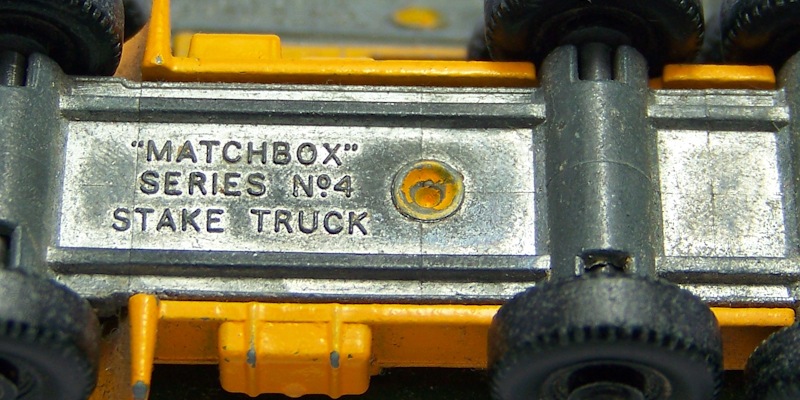 "MATCHBOX"
SERIES Nº4
STAKE TRUCK